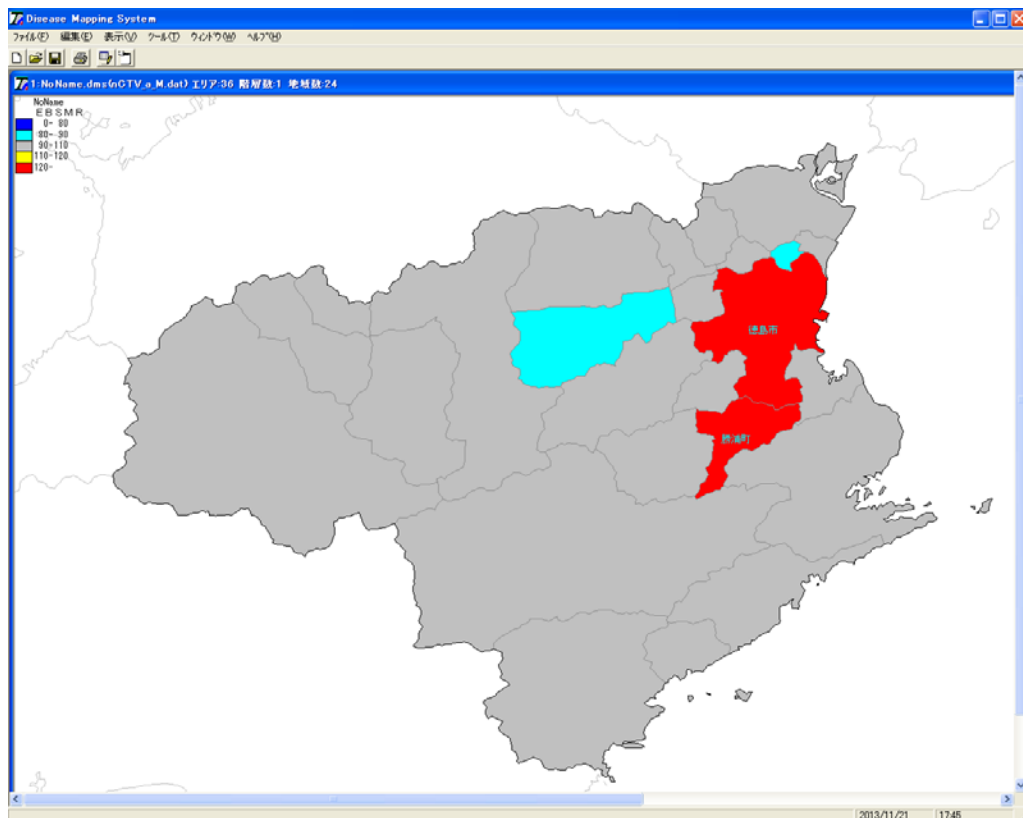 Disease Mapping System
ファイル(F) 編集(E) 表示(V) ツール(T) ウィンドウ(W) ヘルプ(H)
1:NoName.dms(nCTV_a_M.dat) エリア:36 階層数:1 地域数:24
NoName
EBSMR
0- 80
80- 90
90-110
110-120
120-
徳島市
勝浦町
2013/11/21 17:45